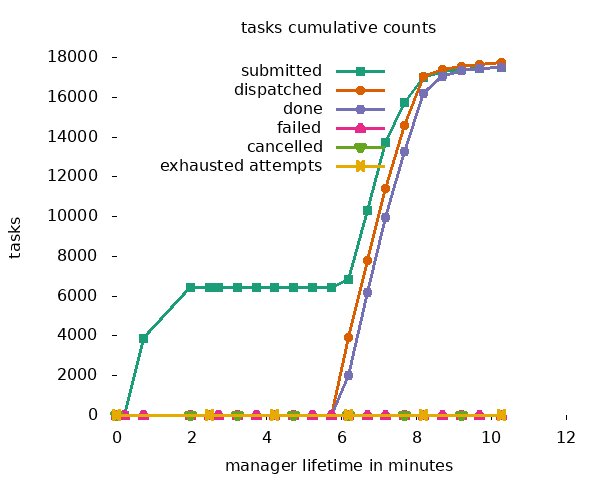 tasks cumulative counts
18000
16000
14000
12000
10000
8000
6000
4000
2000
0
tasks
submitted
dispatched
done
failed
cancelled
exhausted attempts
0 2 4 6 8 10 12
manager lifetime in minutes